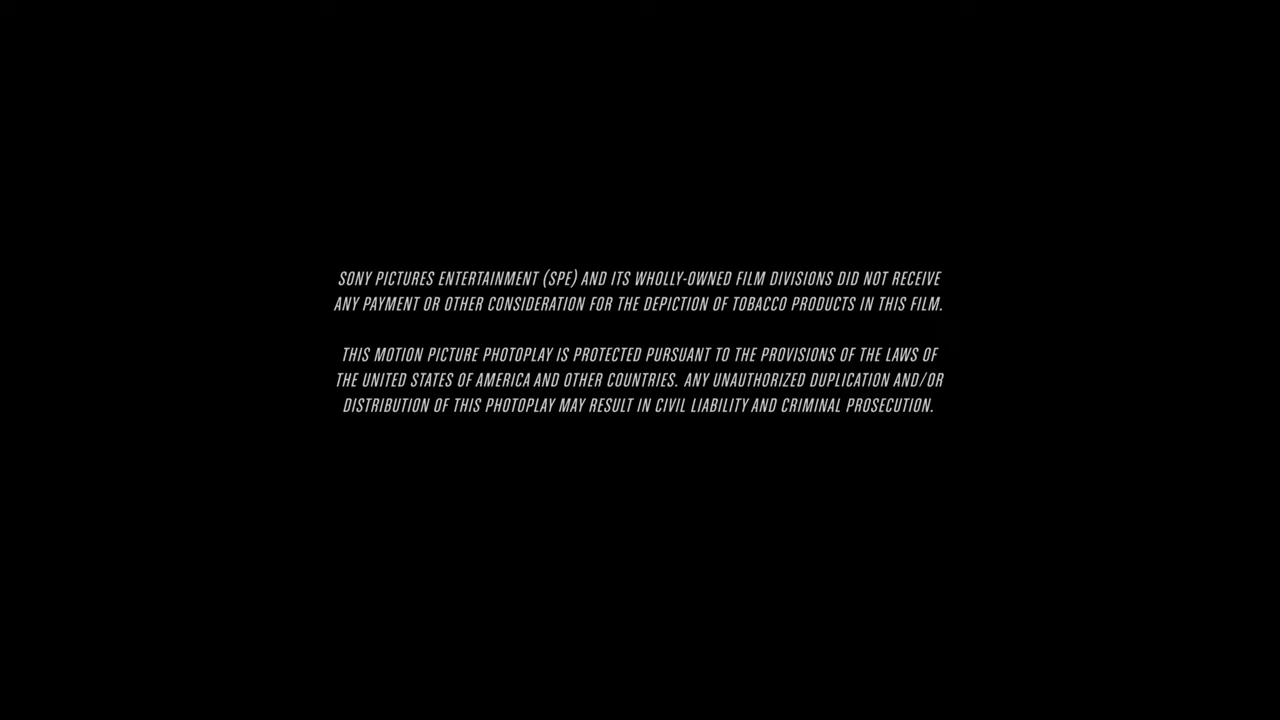 SONY PICTURES ENTERTAINMENT (SPE) AND ITS WHOLLY-OWNED FILM DIVISIONS DID NOT RECEIVE
ANY PAYMENT OR OTHER CONSIDERATION FOR THE DEPICTION OF TOBACCO PRODUCTS IN THIS FILM.
THIS MOTION PICTURE PHOTOPLAY IS PROTECTED PURSUANT TO THE PROVISIONS OF THE LAWS OF
THE UNITED STATES OF AMERICA AND OTHER COUNTRIES. ANY UNAUTHORIZED DUPLICATION AND/OR
DISTRIBUTION OF THIS PHOTOPLAY MAY RESULT IN CIVIL LIABILITY AND CRIMINAL PROSECUTION.